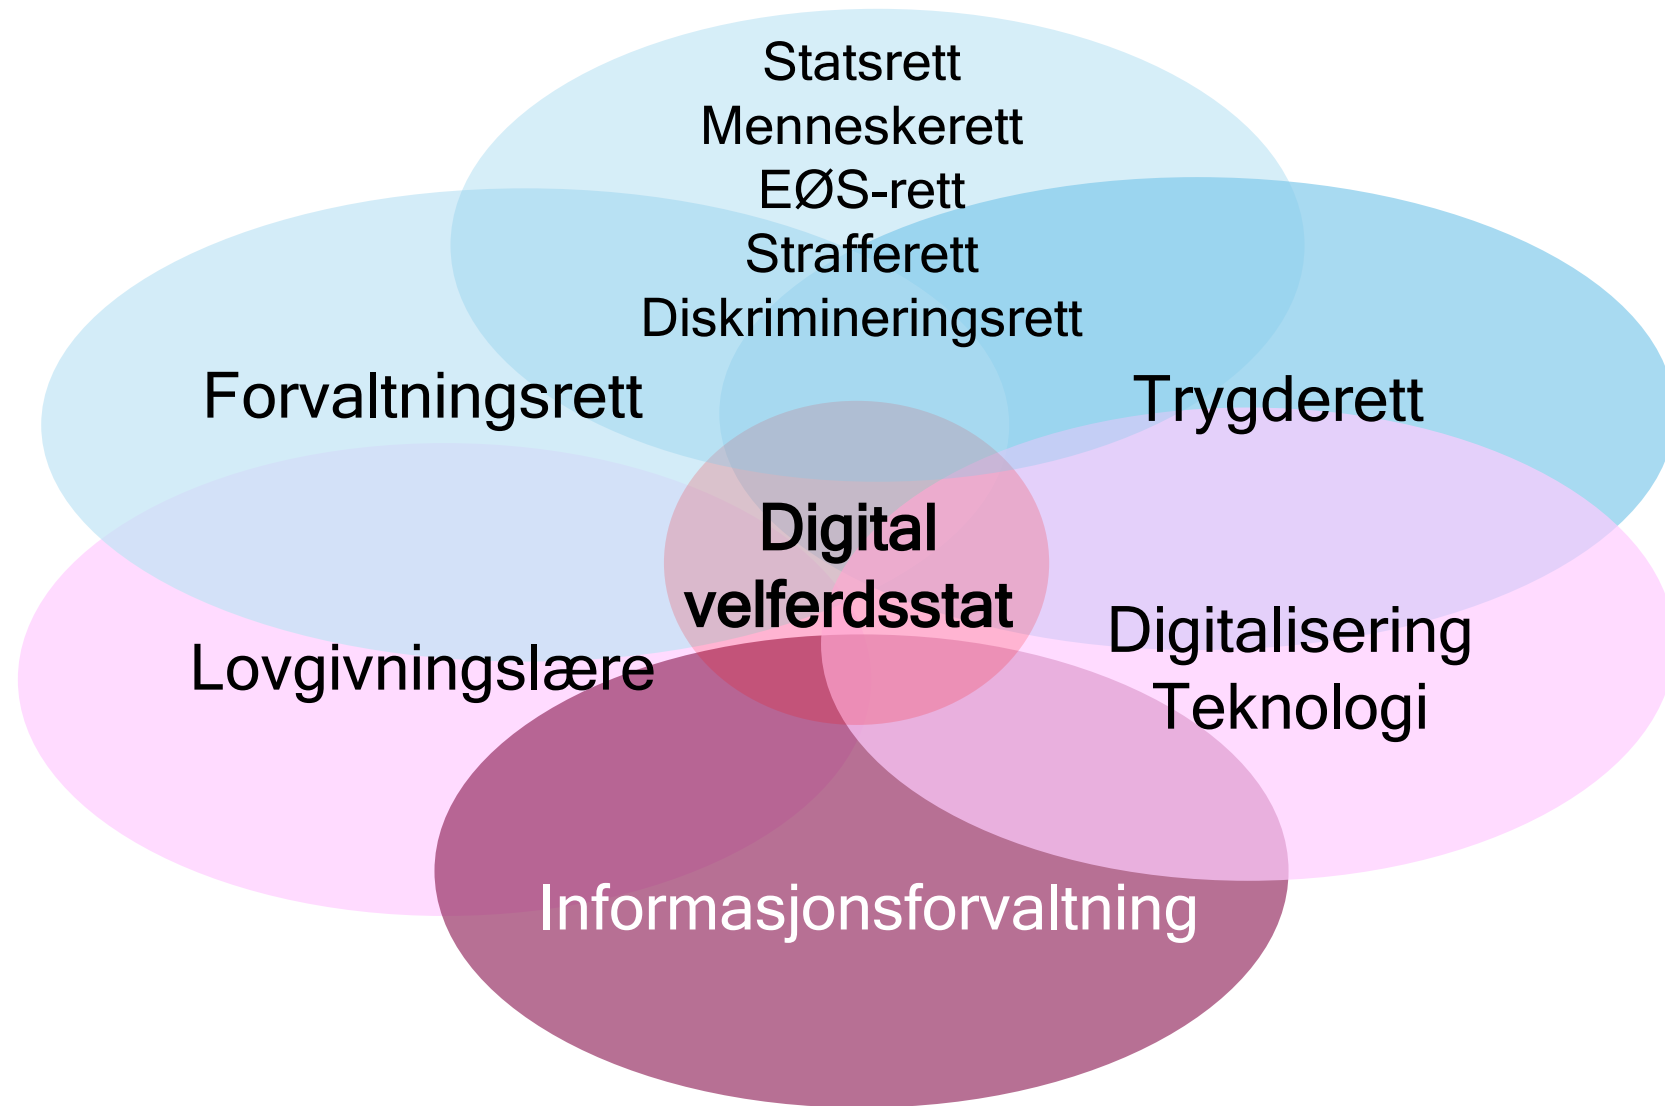 Statsrett
Menneskerett
EØS-rett
Strafferett
Diskrimineringsrett
Forvaltningsrett
Trygderett
Digital
velferdsstat
Lovgivningslære
Digitalisering
Teknologi
Informasjonsforvaltning